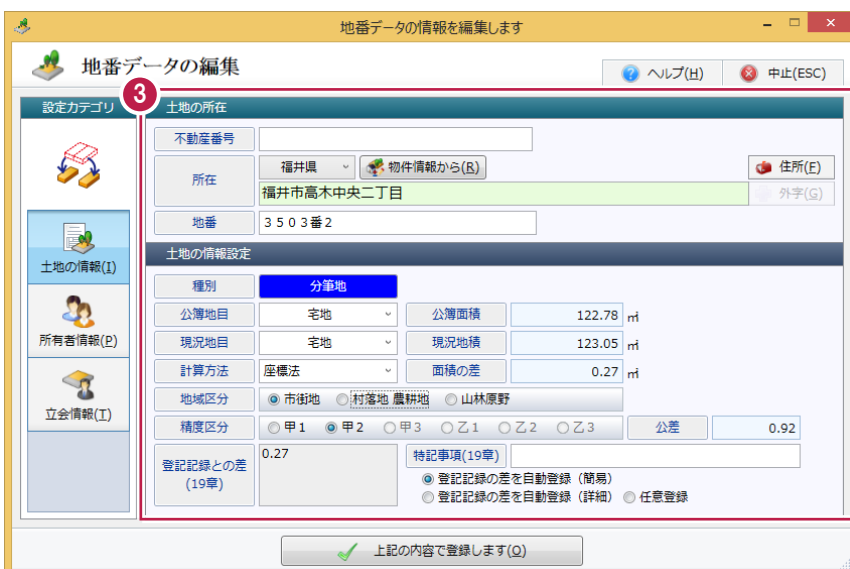 地番データの情報を編集します
地番データの編集
ヘルプ(H)
中止(ESC)
設定カテゴリ
3
土地の所在
不動産番号
所在
福井県
物件情報から(R)
住所(F)
福井市高木中央二丁目
外字(G)
地番
3503番2
土地の情報(I)
所有者情報(P)
立会情報(T)
土地の情報設定
種別
分筆地
公簿地目
宅地
公簿面積
122.78 ㎡
現況地目
宅地
現況地積
123.05 ㎡
計算方法
座標法
面積の差
0.27 ㎡
地域区分
市街地 村落地 農耕地 山林原野
精度区分
甲1 甲2 甲3 乙1 乙2 乙3
公差
0.92
登記記録との差
(19章)
0.27
特記事項(19章)
登記記録の差を自動登録（簡易）
登記記録の差を自動登録（詳細） 任意登録
上記の内容で登録します(O)